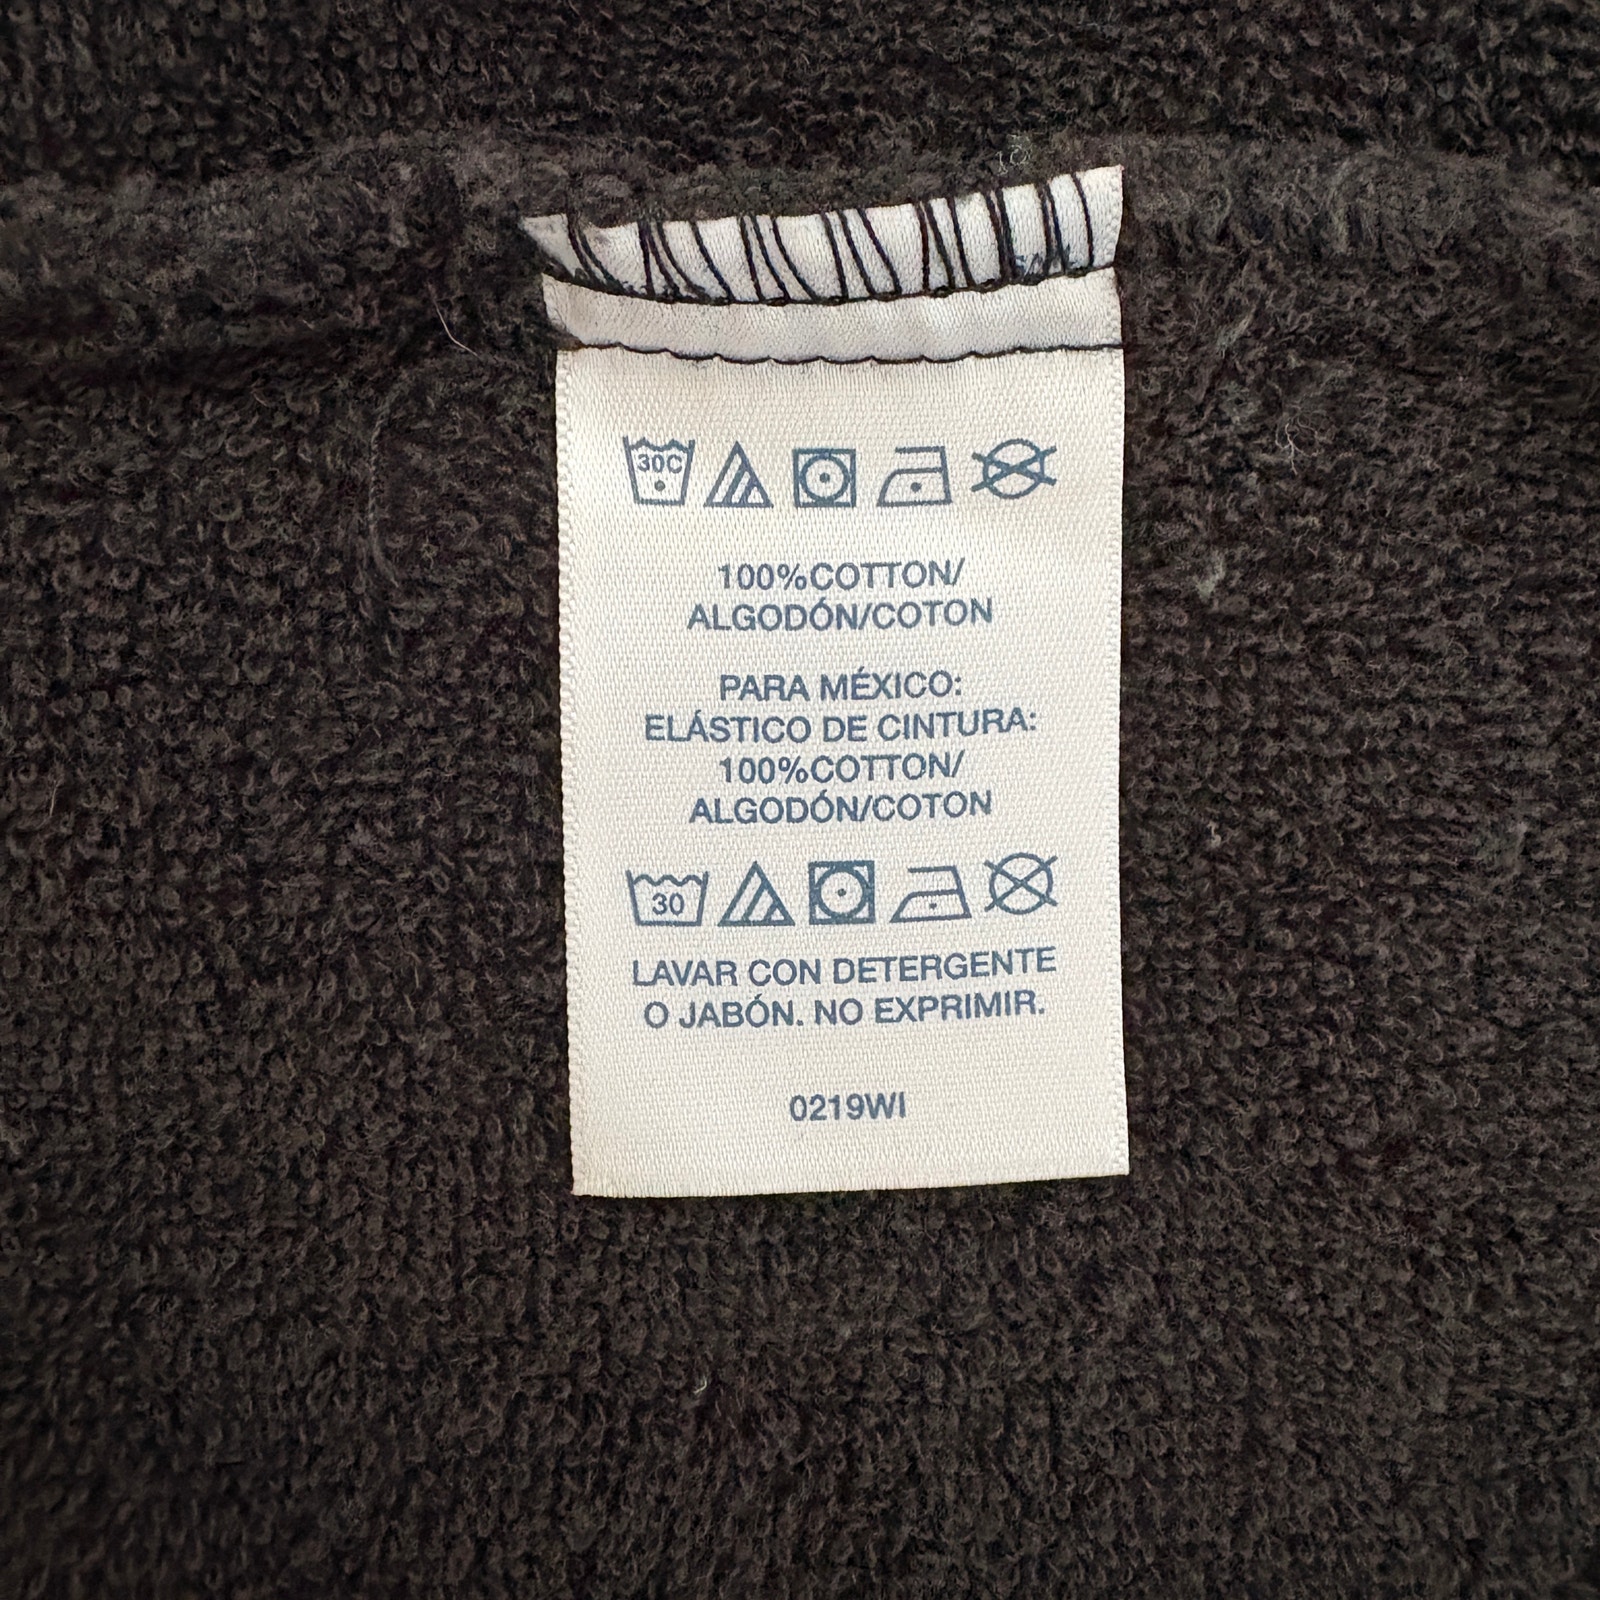 30C
100%COTTON/
ALGODÓN/COTON
PARA MÉXICO:
ELÁSTICO DE CINTURA:
100%COTTON/
ALGODÓN/COTON
30
LAVAR CON DETERGENTE
O JABÓN. NO EXPRIMIR.
0219WI